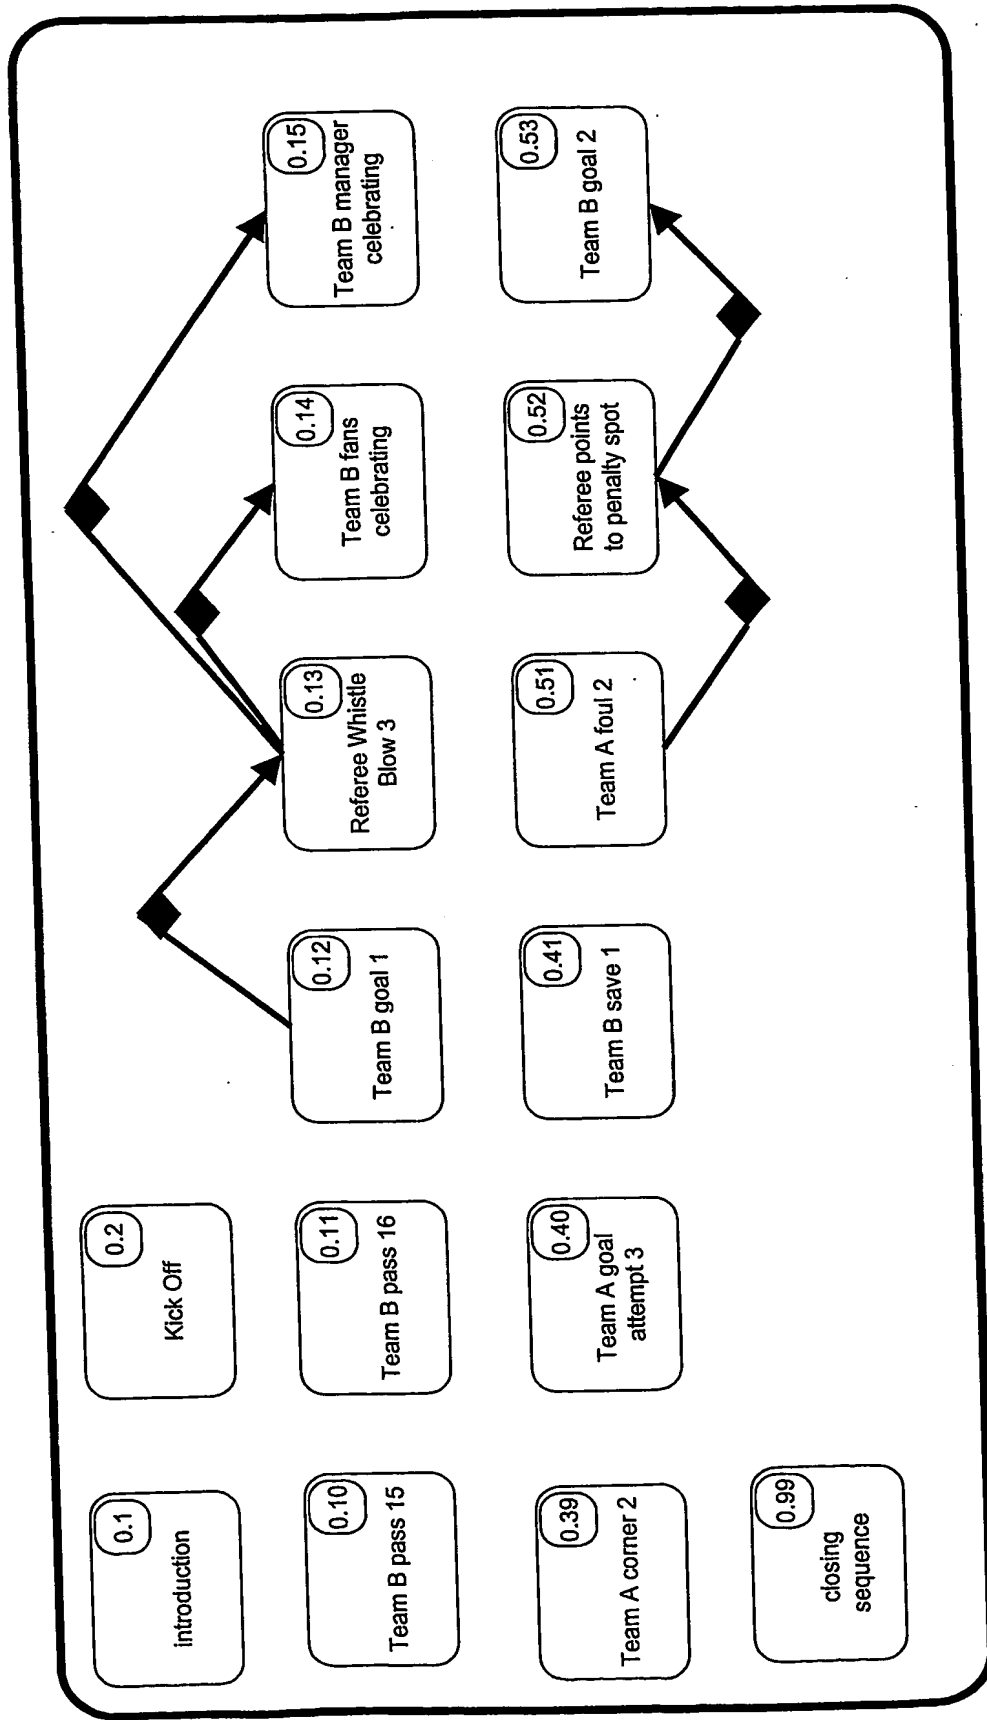 0.1
introduction
0.2
Kick Off
0.10
Team B pass 15
0.11
Team B pass 16
0.12
Team B goal 1
0.13
Referee Whistle
Blow 3
0.14
Team B fans
celebrating
0.15
Team B manager
celebrating
0.39
Team A corner 2
0.40
Team A goal
attempt 3
0.41
Team B save 1
0.51
Team A foul 2
0.52
Referee points
to penalty spot
0.53
Team B goal 2
0.99
closing
sequence